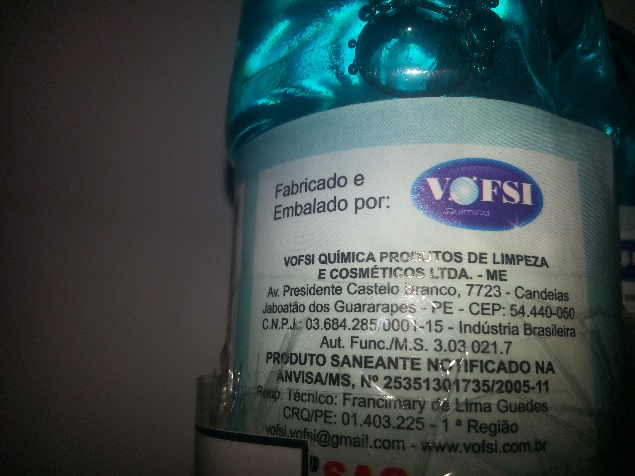 Fabricado e
Embalado por:
VOFSI
Química
VOFSI QUÍMICA PRODUTOS DE LIMPEZA
E COSMÉTICOS LTDA. - ME
Av. Presidente Castelo Branco, 7723 - Candeias
Jaboatão dos Guararapes - PE - CEP: 54.440-050
C.N.P.J.: 03.684.285/0001-15 - Indústria Brasileira
Aut. Func./M.S. 3.03.021.7
PRODUTO SANEANTE NOTIFICADO NA
ANVISA/MS, Nº 25351301735/2005-11
Resp. Técnico: Francimary de Lima Guedes
CRQ/PE: 01.403.225 - 1ª Região
vofsi.vofsi@gmail.com - www.vofsi.com.br
SAC